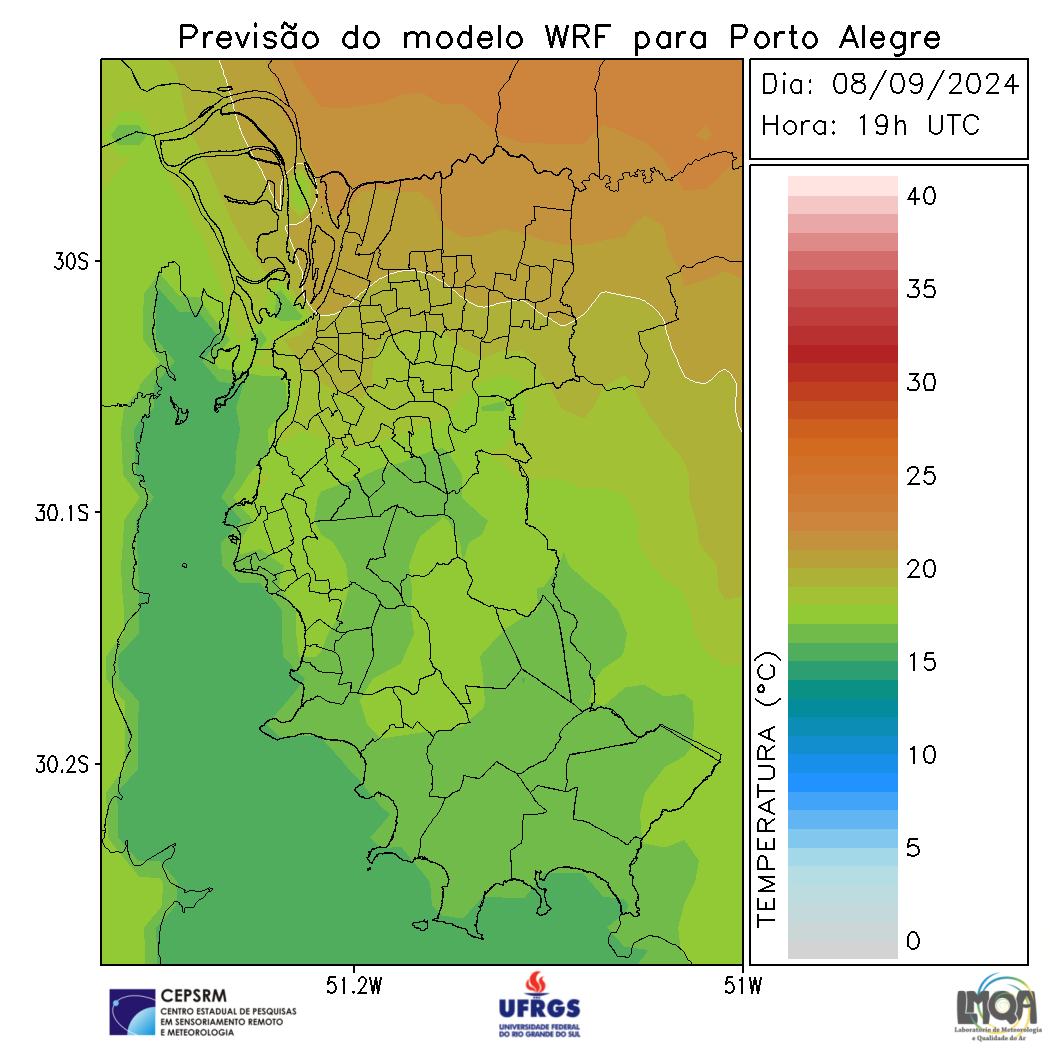 Previsão do modelo WRF para Porto Alegre
Dia: 08/09/2024
Hora: 19h UTC
40
35
30
25
20
15
10
5
0
TEMPERATURA (°C)
30S
30.1S
30.2S
51.2W
51W
CEPSRM
CENTRO ESTADUAL DE PESQUISAS
EM SENSORIAMENTO REMOTO
E METEOROLOGIA
UFRGS
UNIVERSIDADE FEDERAL
DO RIO GRANDE DO SUL
LMQA
Laboratório de Meteorologia
e Qualidade do Ar